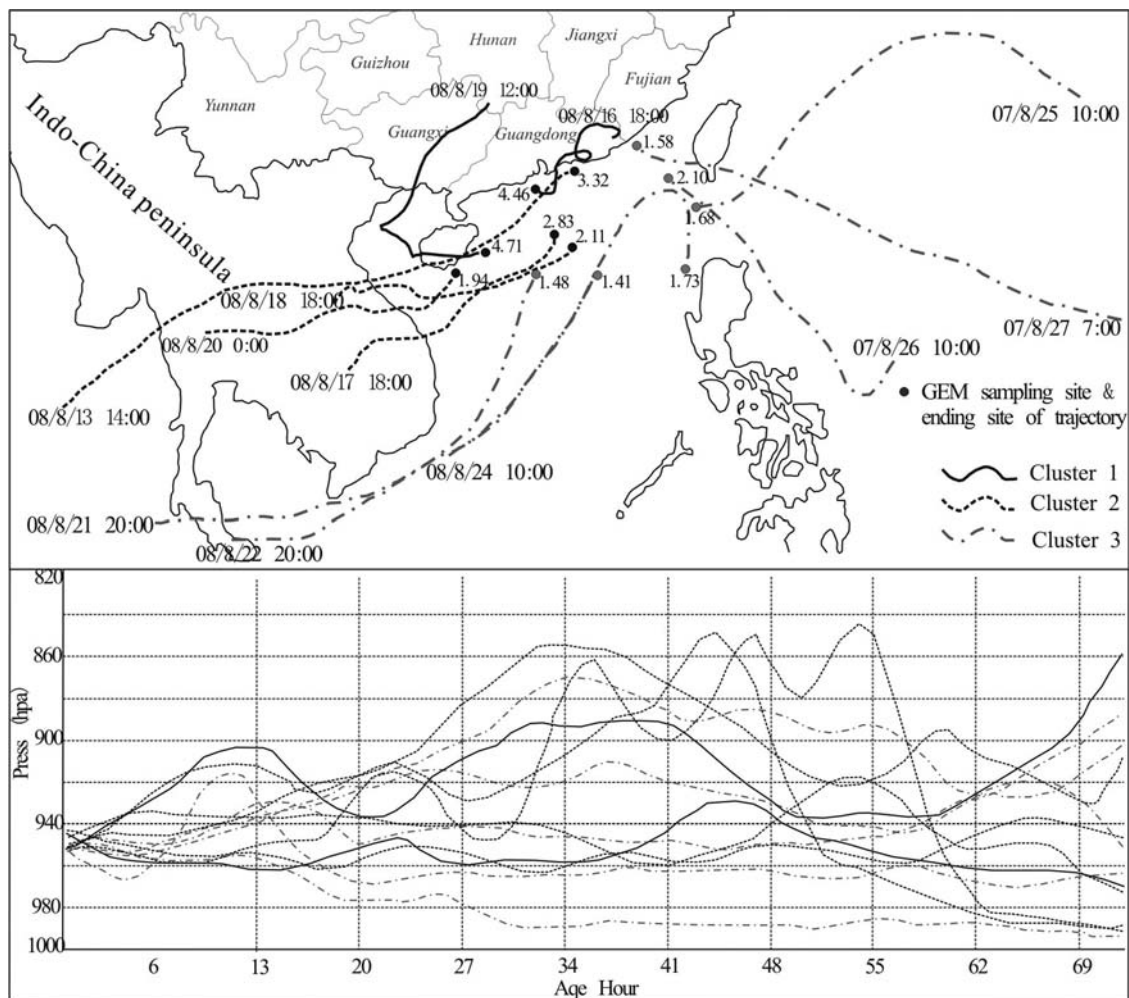 Hunan
Jiangxi
Guizhou
Fujian
08/8/19 12:00
Yunnan
08/8/16 18:00
07/8/25 10:00
Guangxi
Guangdong
Indo-China peninsula
1.58
3.32
2.10
4.46
1.68
2.83
2.11
4.71
1.94
1.48
1.41
1.73
08/8/18 18:00
07/8/27 7:00
08/8/20 0:00
07/8/26 10:00
08/8/17 18:00
GEM sampling site &
ending site of trajectory
08/8/13 14:00
08/8/24 10:00
Cluster 1
Cluster 2
08/8/21 20:00
Cluster 3
08/8/22 20:00
820
860
900
940
980
1000
Press (hpa)
6 13 20 27 34 41 48 55 62 69
Age Hour